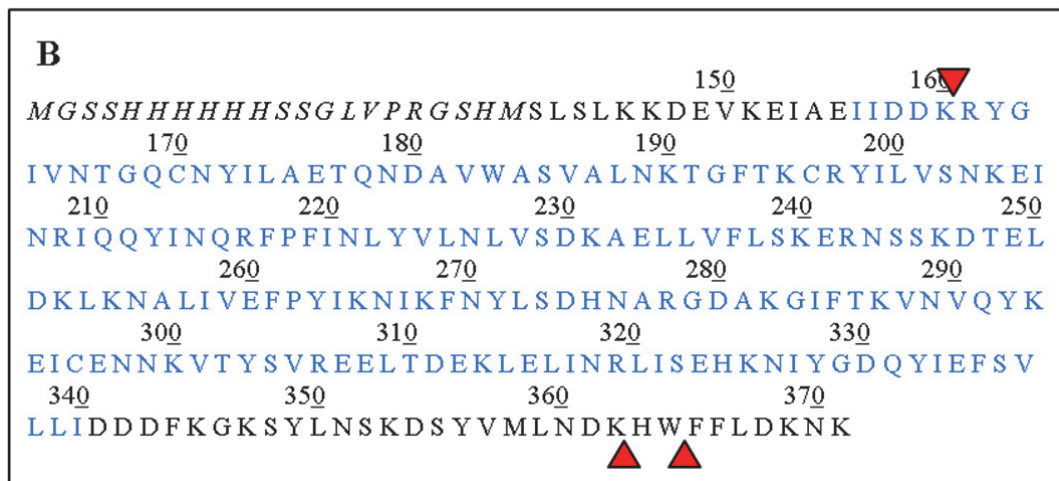 B
150 160
MGSSHHHHHHSSGLVPRGSHMSLSLKKDEVKEIAEIIDDKRYG
170 180 190 200
IVNTGQCNYILAETQNDAVWASVALNKTGFTKCRYILVSNKEI
210 220 230 240 250
NRIQQYINQRFPFINLYVLNLVSDKAELLVFLSKERNSSKDTEL
260 270 280 290
DKLKNALIVEFPYIKNIKFNYLSDHNARGDAKGIFTKVNVQYK
300 310 320 330
EICENNKVTYSVREELTDEKLELINRLISEHKNIYGDQYIEFSV
340 350 360 370
LLIDDDFKGKSYLNSKDSYVMLNDKHWFFLDKNK